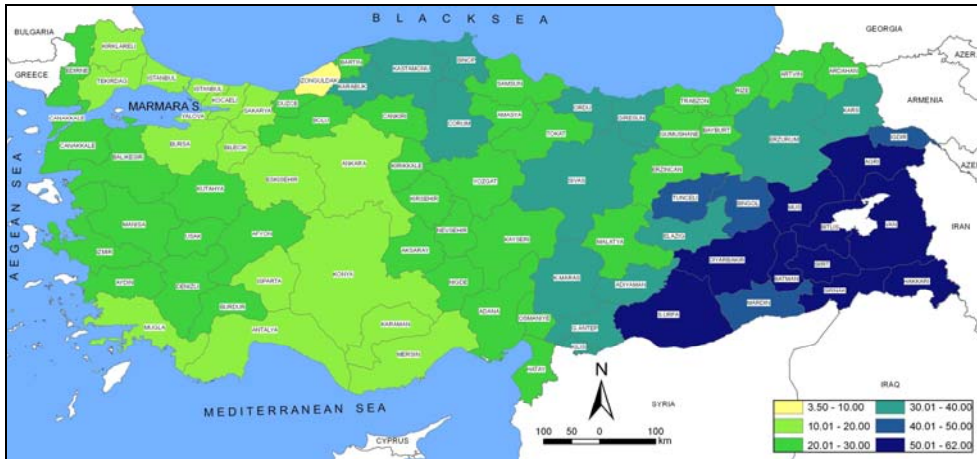 BLACKSEA
BULGARIA
GREECE
GEORGIA
AZER.
ARMENIA
AZER.
IRAN
IRAQ
SYRIA
CYPRUS
MARMARA S.
AEGEAN SEA
MEDITERRANEAN SEA
KIRKLARELI
EDIRNE
TEKIRDAG
ISTANBUL
ISTANBUL
KOCAELI
YALOVA
SAKARYA
DUZCE
ZONGULDAK
BARTIN
KARABUK
KASTAMONU
SINOP
SAMSUN
ORDU
GIRESUN
TRABZON
RIZE
ARTVIN
ARDAHAN
KARS
IGDIR
CANAKKALE
CANAKKALE
BALIKESIR
BURSA
BILECIK
BOLU
CANKIRI
CORUM
AMASYA
TOKAT
GUMUSHANE
BAYBURT
ERZURUM
AGRI
ESKISEHIR
ANKARA
KIRIKKALE
YOZGAT
SIVAS
ERZINCAN
TUNCELI
BINGOL
MUS
BITLIS
VAN
KUTAHYA
MANISA
USAK
AFYON
KIRSEHIR
NEVSEHIR
KAYSERI
MALATYA
ELAZIG
DIYARBAKIR
BATMAN
SIIRT
SIRNAK
HAKKARI
IZMIR
AYDIN
DENIZLI
ISPARTA
BURDUR
KONYA
AKSARAY
NIGDE
K.MARAS
ADIYAMAN
S.URFA
MARDIN
MUGLA
ANTALYA
KARAMAN
MERSIN
ADANA
OSMANIYE
G.ANTEP
KILIS
HATAY
N
100 50 0 100
km
3.50 - 10.00
10.01 - 20.00
20.01 - 30.00
30.01 - 40.00
40.01 - 50.00
50.01 - 62.00